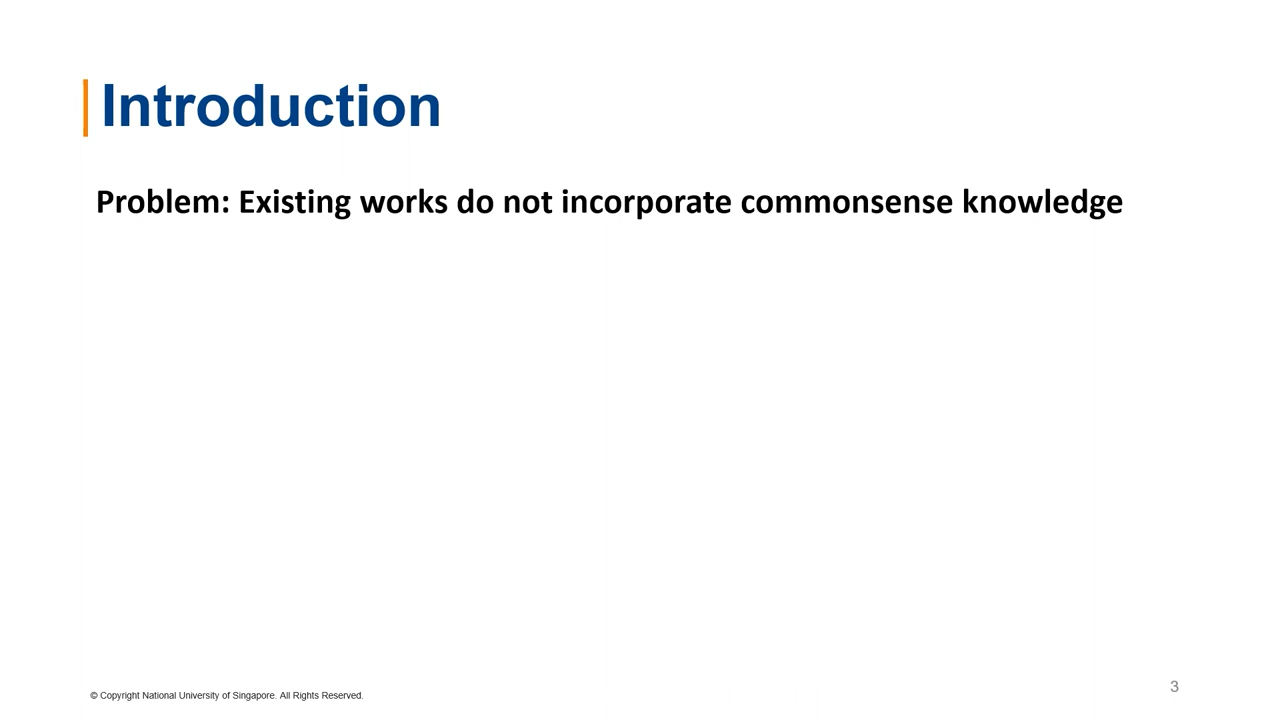 Introduction
Problem: Existing works do not incorporate commonsense knowledge
© Copyright National University of Singapore. All Rights Reserved.
3